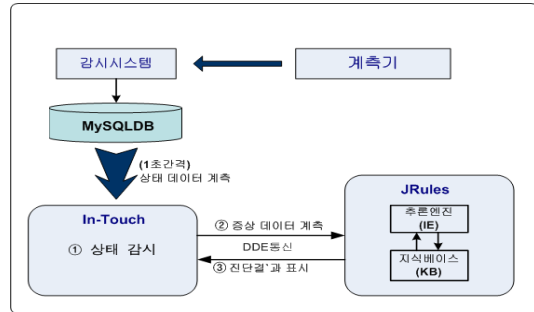 감시시스템
계측기
MySQLDB
(1초간격)
상태 데이터 계측
In-Touch
① 상태 감시
② 증상 데이터 계측
DDE통신
③ 진단결'과 표시
JRules
추론엔진
(IE)
지식베이스
(KB)